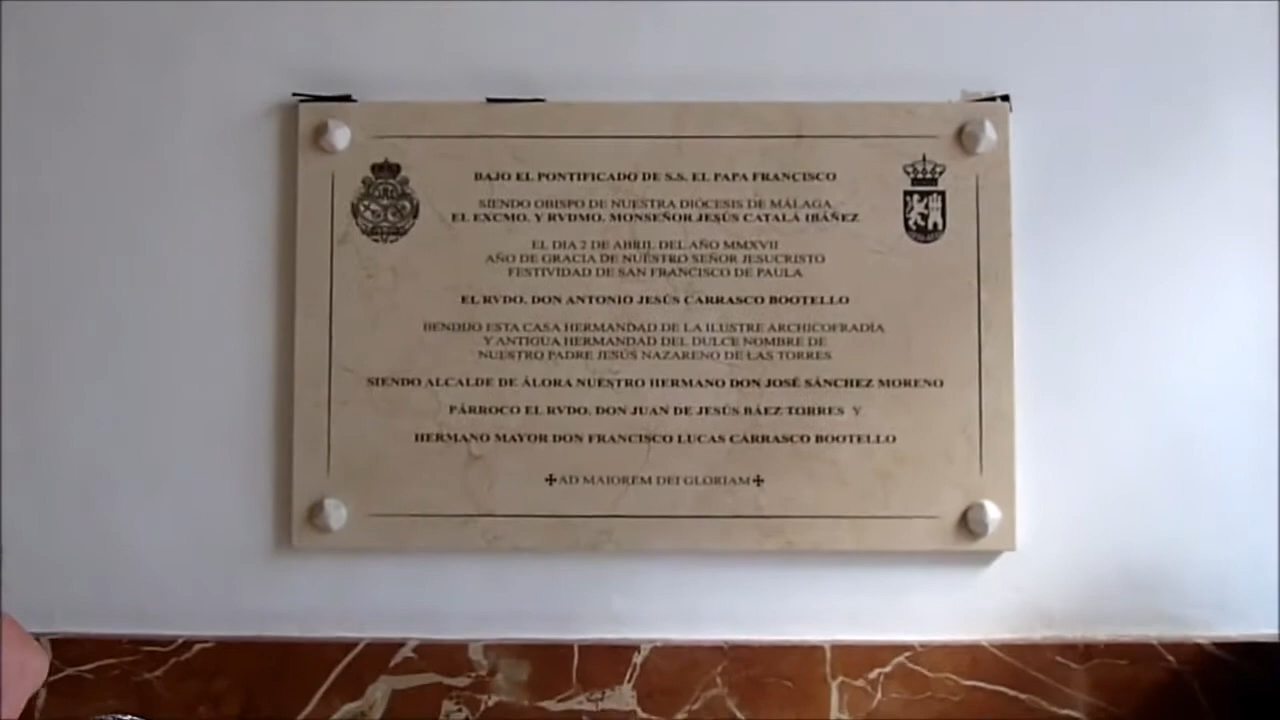 BAJO EL PONTIFICADO DE S.S. EL PAPA FRANCISCO
SIENDO OBISPO DE NUESTRA DIÓCESIS DE MÁLAGA
EL EXCMO. Y RVDMO. MONSEÑOR JESÚS CATALÁ IBÁÑEZ
EL DIA 2 DE ABRIL DEL AÑO MMXVII
AÑO DE GRACIA DE NUESTRO SEÑOR JESUCRISTO
FESTIVIDAD DE SAN FRANCISCO DE PAULA
EL RVDO. DON ANTONIO JESÚS CARRASCO BOOTELLO
BENDIJO ESTA CASA HERMANDAD DE LA ILUSTRE ARCHICOFRADÍA
Y ANTIGUA HERMANDAD DEL DULCE NOMBRE DE
NUESTRO PADRE JESÚS NAZARENO DE LAS TORRES
SIENDO ALCALDE DE ÁLORA NUESTRO HERMANO DON JOSÉ SÁNCHEZ MORENO
PÁRROCO EL RVDO. DON JUAN DE JESÚS BÁEZ TORRES Y
HERMANO MAYOR DON FRANCISCO LUCAS CARRASCO BOOTELLO
✠AD MAIOREM DEI GLORIAM✠